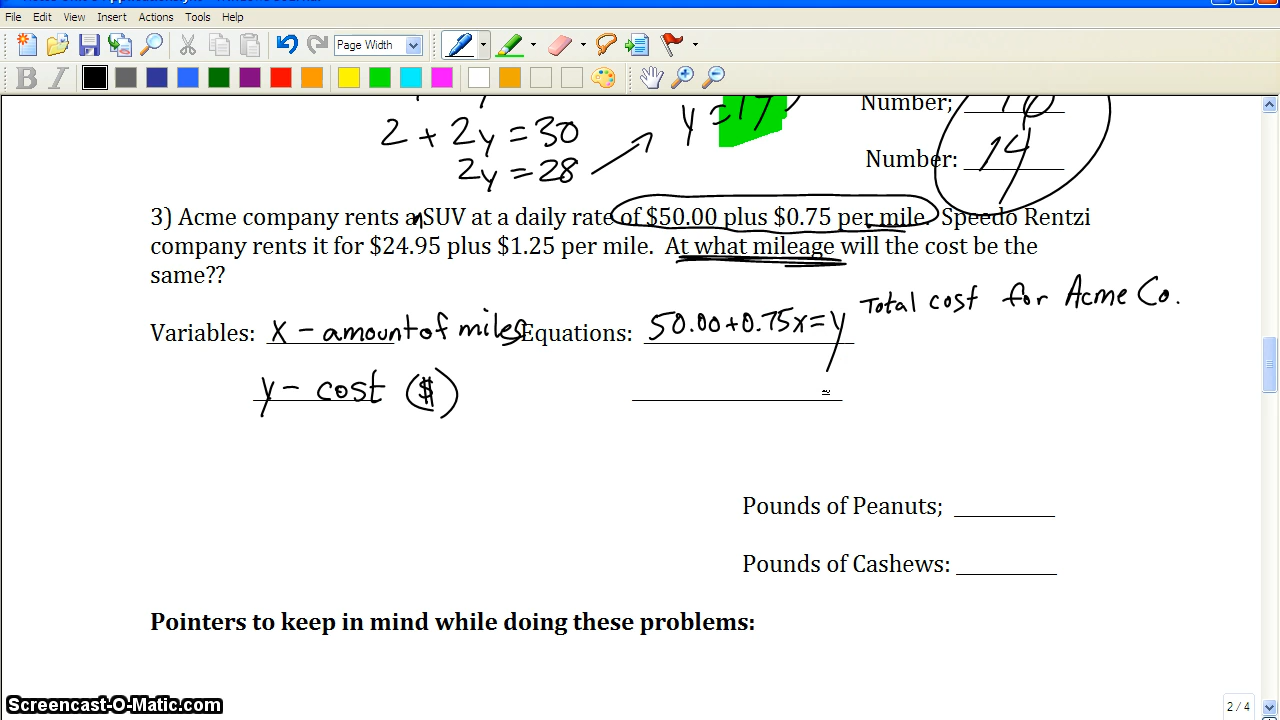 File Edit View Insert Actions Tools Help
Page Width
B I
2 + 2y = 30
2y = 28
y = 17
Number;
Number: 14
3) Acme company rents an SUV at a daily rate of $50.00 plus $0.75 per mile. Speedo Rentzi
company rents it for $24.95 plus $1.25 per mile. At what mileage will the cost be the
same??
Total cost for Acme Co.
Variables: x – amount of miles Equations: 50.00+0.75x=y
y – cost ($)
Pounds of Peanuts;
Pounds of Cashews:
Pointers to keep in mind while doing these problems:
Screencast-O-Matic.com
2 / 4